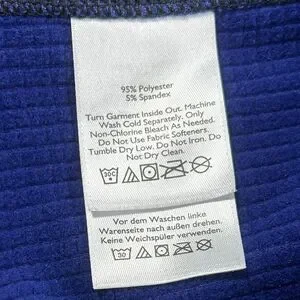 95% Polyester
5% Spandex
Turn Garment Inside Out. Machine
Wash Cold Separately. Only
Non-Chlorine Bleach As Needed.
Do Not Use Fabric Softeners.
Tumble Dry Low. Do Not Iron. Do
Not Dry Clean.
30
Vor dem Waschen linke
Warenseite nach außen drehen.
Keine Weichspüler verwenden.
30